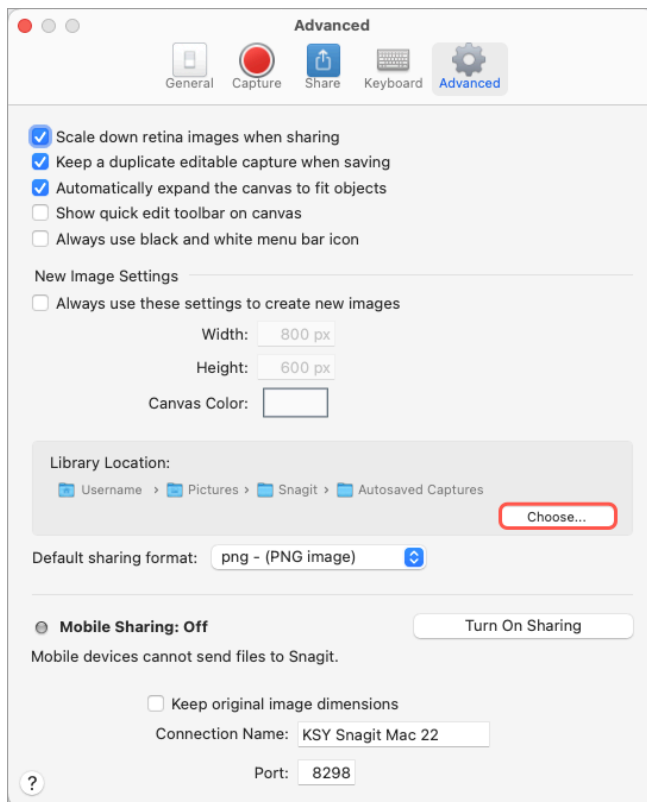 Advanced
General Capture Share Keyboard Advanced
Scale down retina images when sharing
Keep a duplicate editable capture when saving
Automatically expand the canvas to fit objects
Show quick edit toolbar on canvas
Always use black and white menu bar icon
New Image Settings
Always use these settings to create new images
Width: 800 px
Height: 600 px
Canvas Color:
Library Location:
Username › Pictures › Snagit › Autosaved Captures
Choose...
Default sharing format: png - (PNG image)
Mobile Sharing: Off Turn On Sharing
Mobile devices cannot send files to Snagit.
Keep original image dimensions
Connection Name: KSY Snagit Mac 22
Port: 8298
?